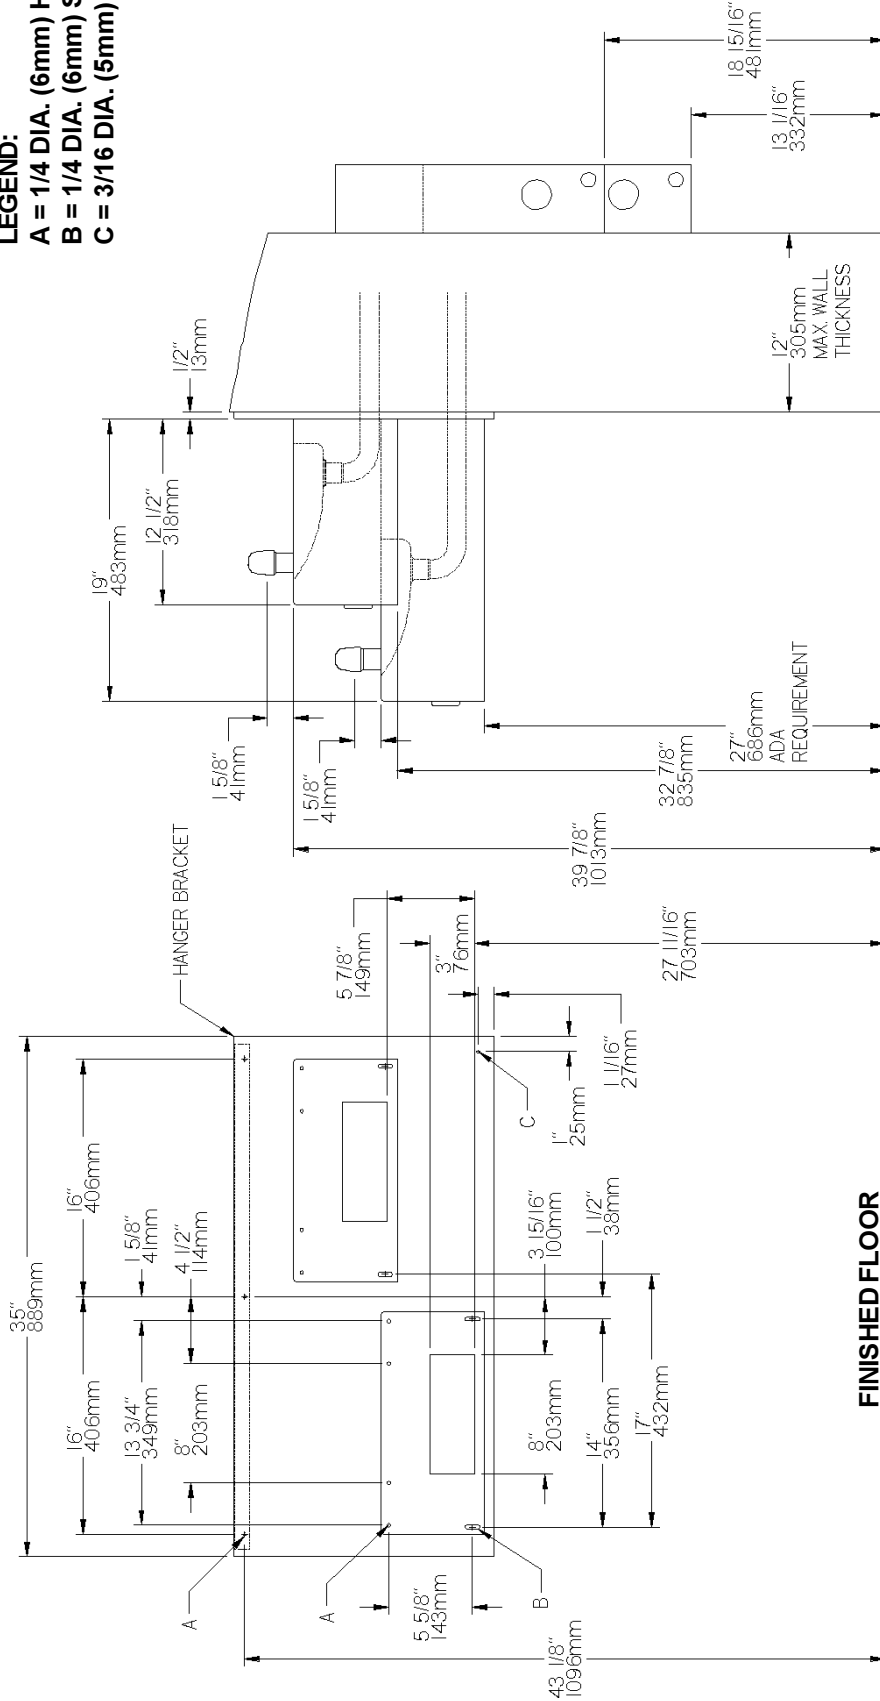 LEGEND:
A = 1/4 DIA. (6mm)
B = 1/4 DIA. (6mm)
C = 3/16 DIA. (5mm)
35"
889mm
16"
406mm
16"
406mm
1 5/8"
41mm
13 3/4"
349mm
4 1/2"
114mm
8"
203mm
HANGER BRACKET
A
A
5 5/8"
143mm
B
43 1/8"
1096mm
8"
203mm
3 15/16"
100mm
14"
356mm
1 1/2"
38mm
17"
432mm
C
1"
25mm
1 1/16"
27mm
5 7/8"
149mm
3"
76mm
27 11/16"
703mm
19"
483mm
12 1/2"
318mm
1/2"
13mm
1 5/8"
41mm
1 5/8"
41mm
39 7/8"
1013mm
32 7/8"
835mm
27"
686mm
ADA
REQUIREMENT
12"
305mm
MAX. WALL
THICKNESS
18 15/16"
481mm
13 1/16"
332mm
FINISHED FLOOR